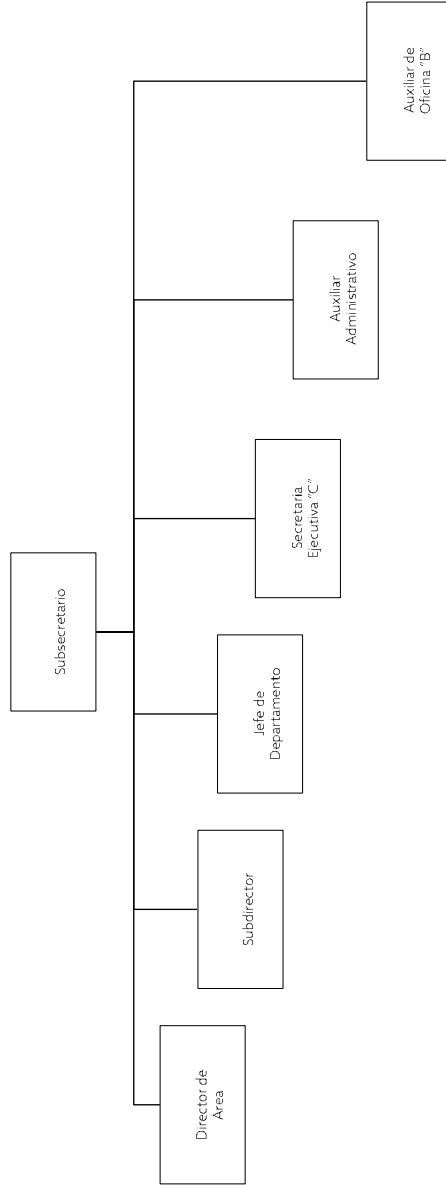 Subsecretario
Director de
Area
Subdirector
Jefe de
Departamento
Secretaria
Ejecutiva "C"
Auxiliar
Administrativo
Auxiliar de
Oficina "B"